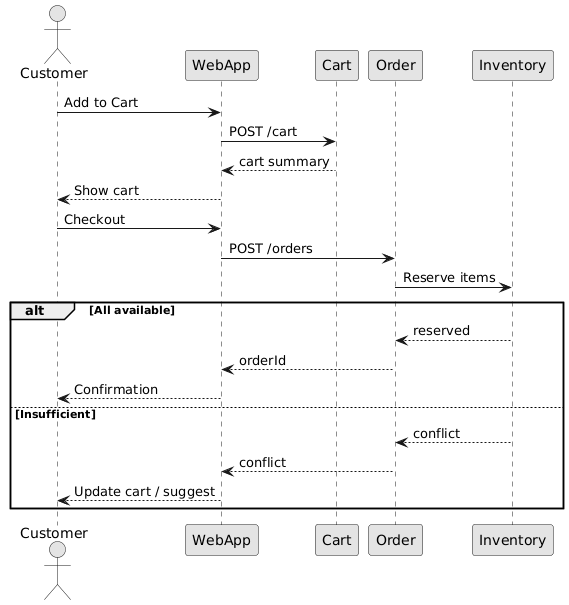 Customer
WebApp
Cart
Order
Inventory
Add to Cart
POST /cart
cart summary
Show cart
Checkout
POST /orders
Reserve items
alt
[All available]
reserved
orderId
Confirmation
[Insufficient]
conflict
conflict
Update cart / suggest
Customer
WebApp
Cart
Order
Inventory